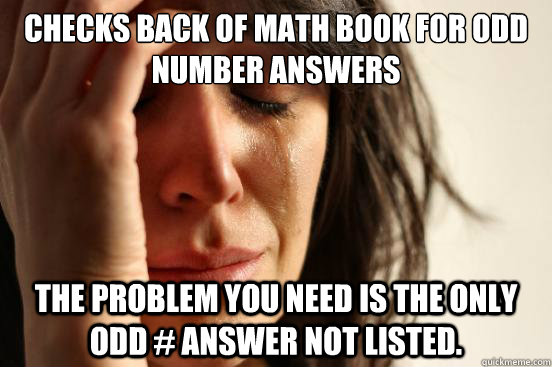 CHECKS BACK OF MATH BOOK FOR ODD
NUMBER ANSWERS
THE PROBLEM YOU NEED IS THE ONLY
ODD # ANSWER NOT LISTED.
quickmeme.com